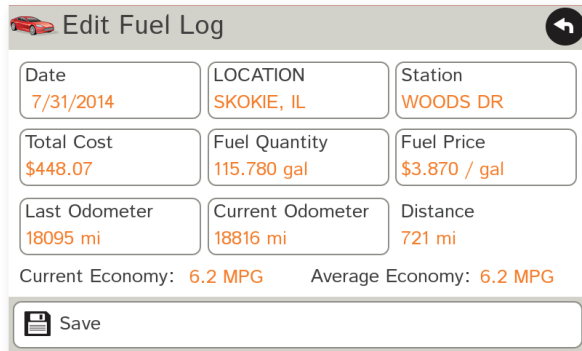 Edit Fuel Log
Date LOCATION Station
7/31/2014 SKOKIE, IL WOODS DR
Total Cost Fuel Quantity Fuel Price
$448.07 115.780 gal $3.870 / gal
Last Odometer Current Odometer Distance
18095 mi 18816 mi 721 mi
Current Economy: 6.2 MPG Average Economy: 6.2 MPG
Save